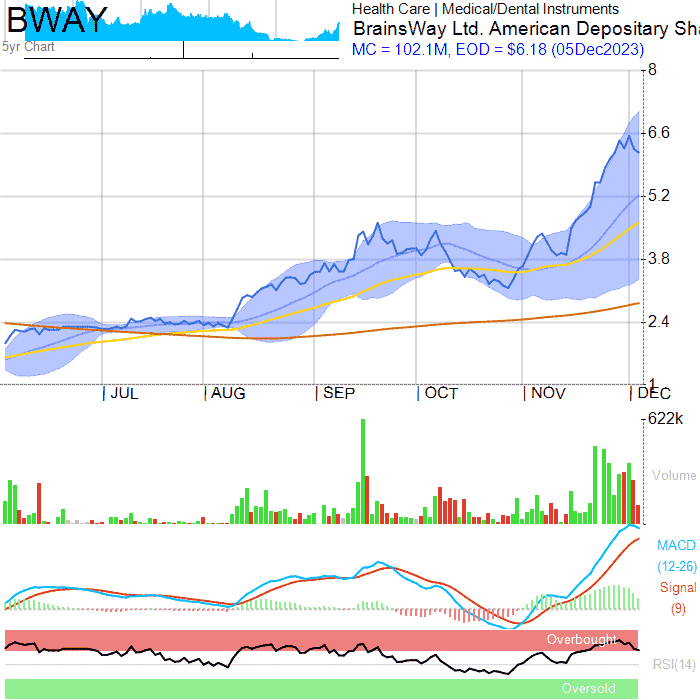 BWAY
5yr Chart
Health Care | Medical/Dental Instruments
BrainsWay Ltd. American Depositary Sha
MC = 102.1M, EOD = $6.18 (05Dec2023)
8
6.6
5.2
3.8
2.4
1
JUL
AUG
SEP
OCT
NOV
DEC
622k
Volume
MACD
(12-26)
Signal
(9)
Overbought
RSI(14)
Oversold